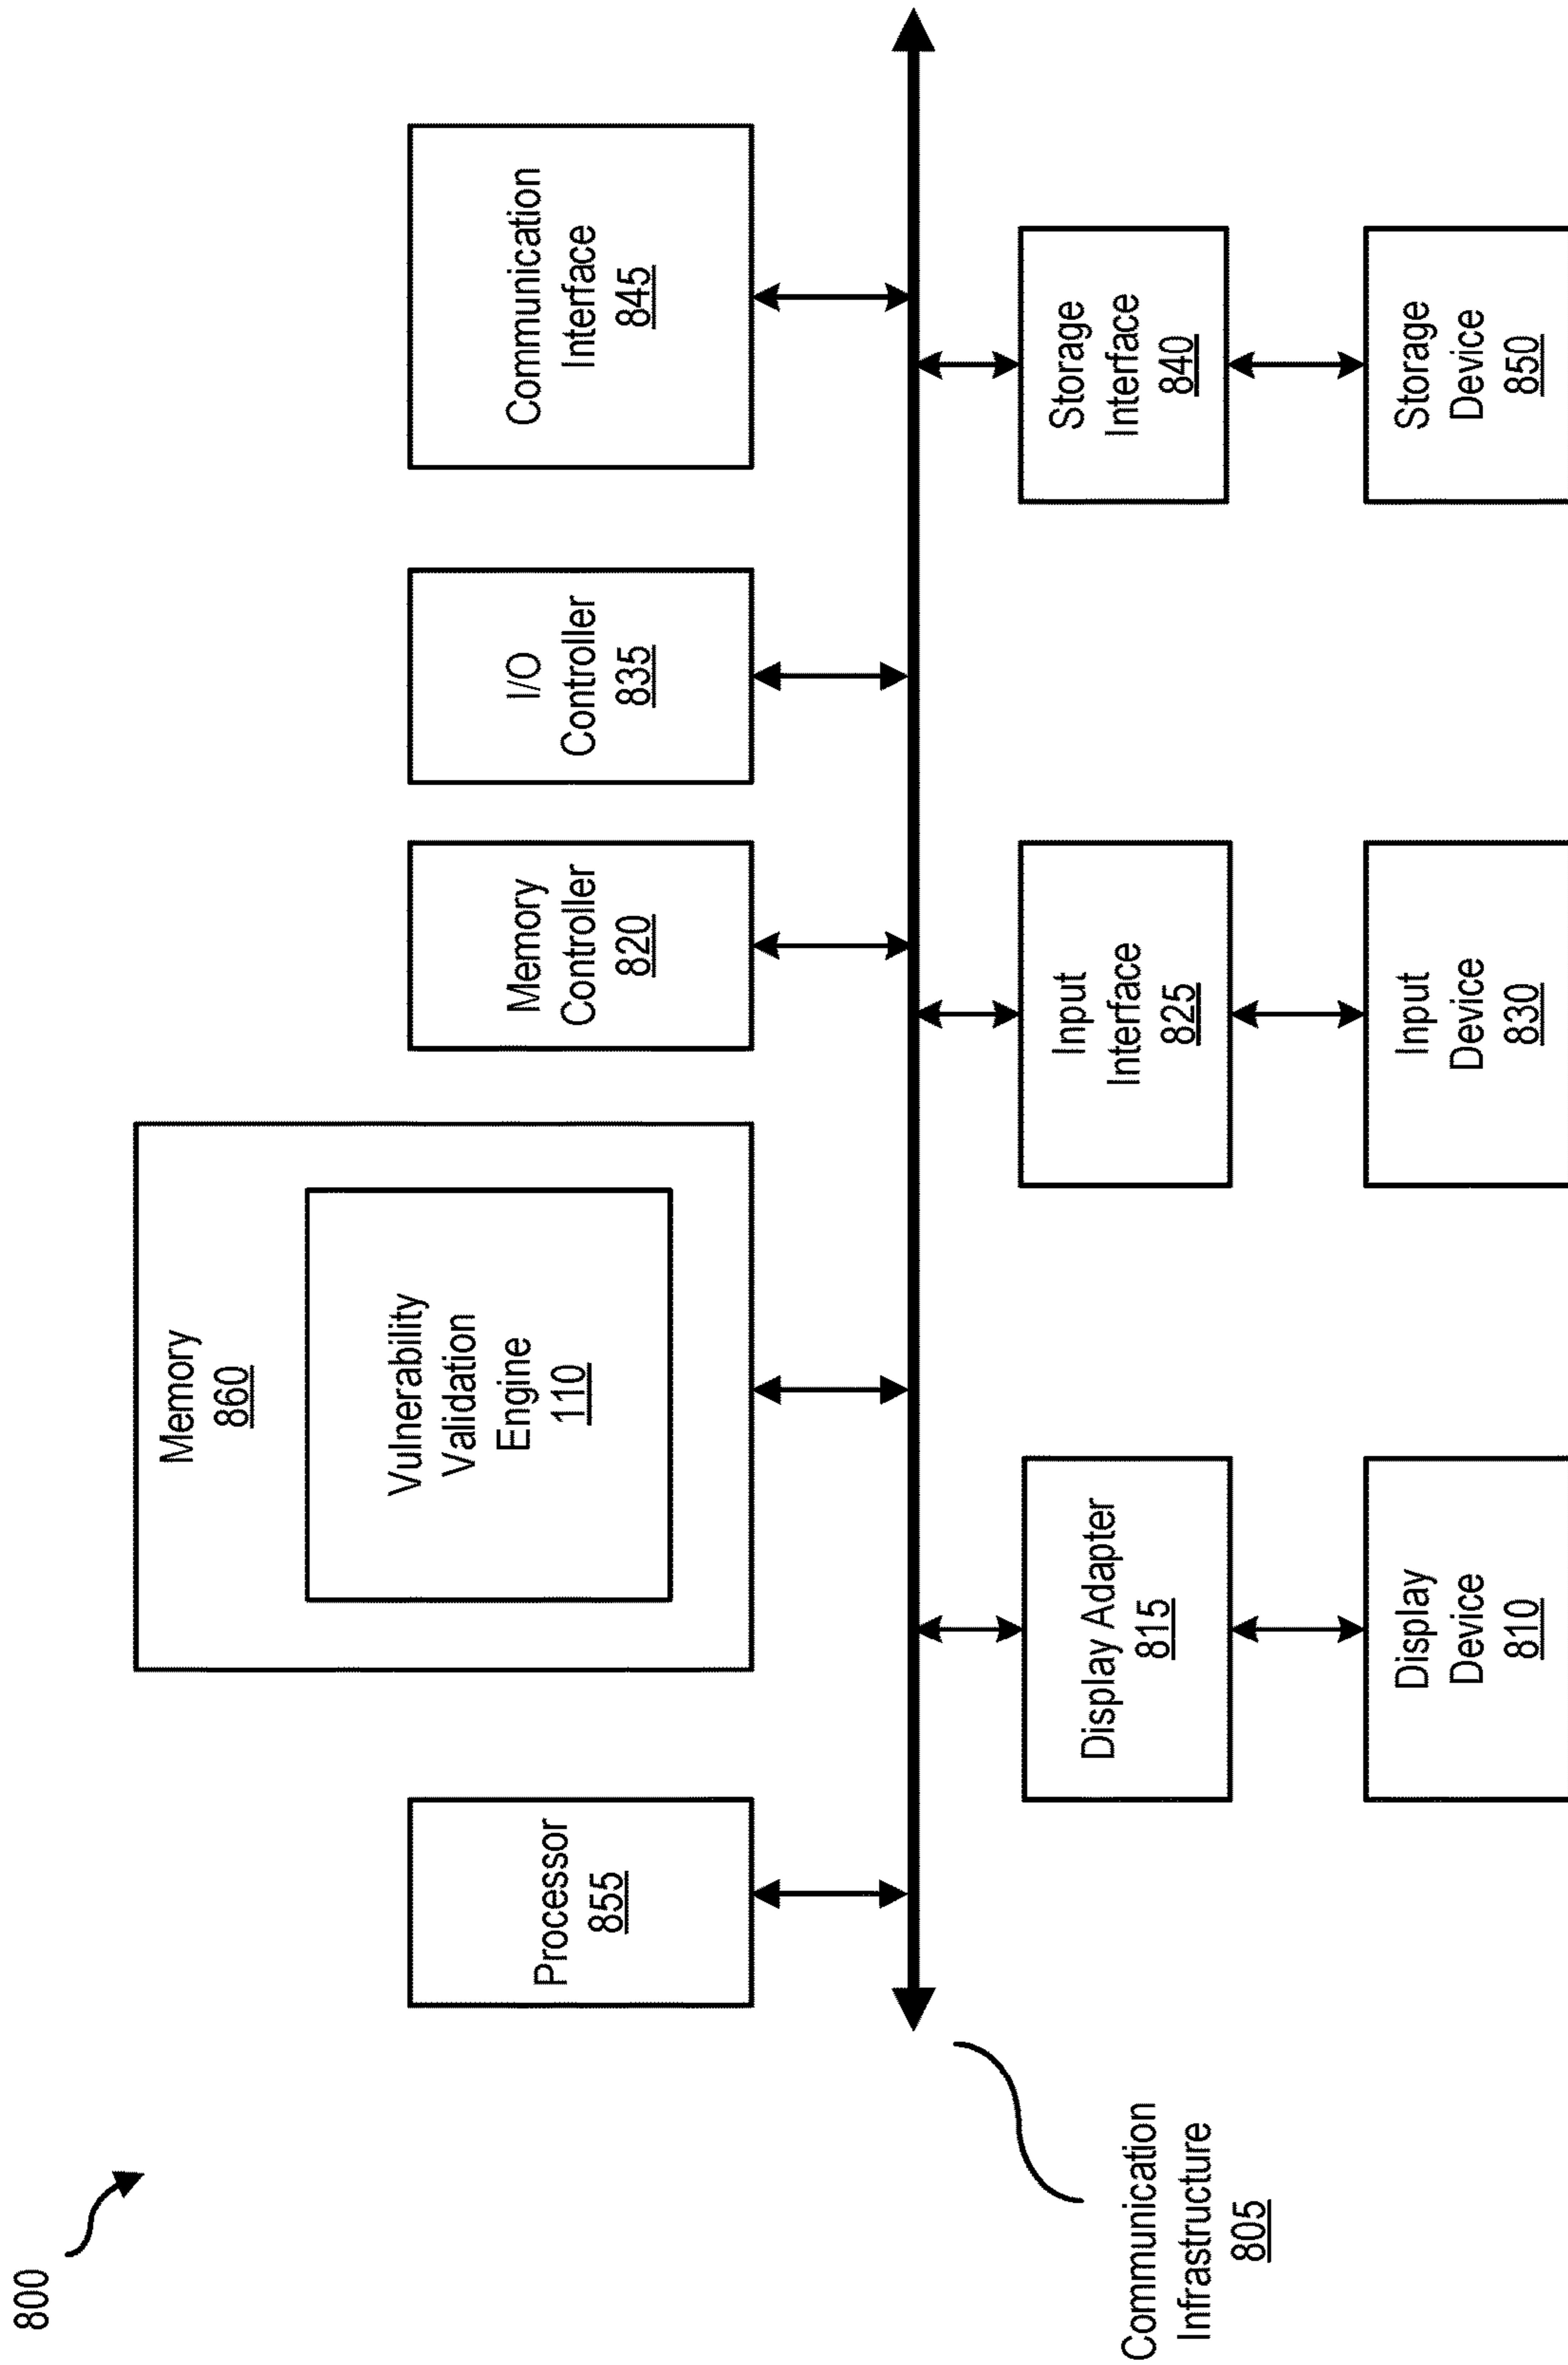 800
Processor
855
Memory
860
Vulnerability
Validation
Engine
110
Memory
Controller
820
I/O
Controller
835
Communication
Interface
845
Communication
Infrastructure
805
Display Adapter
815
Input
Interface
825
Storage
Interface
840
Display
Device
810
Input
Device
830
Storage
Device
850